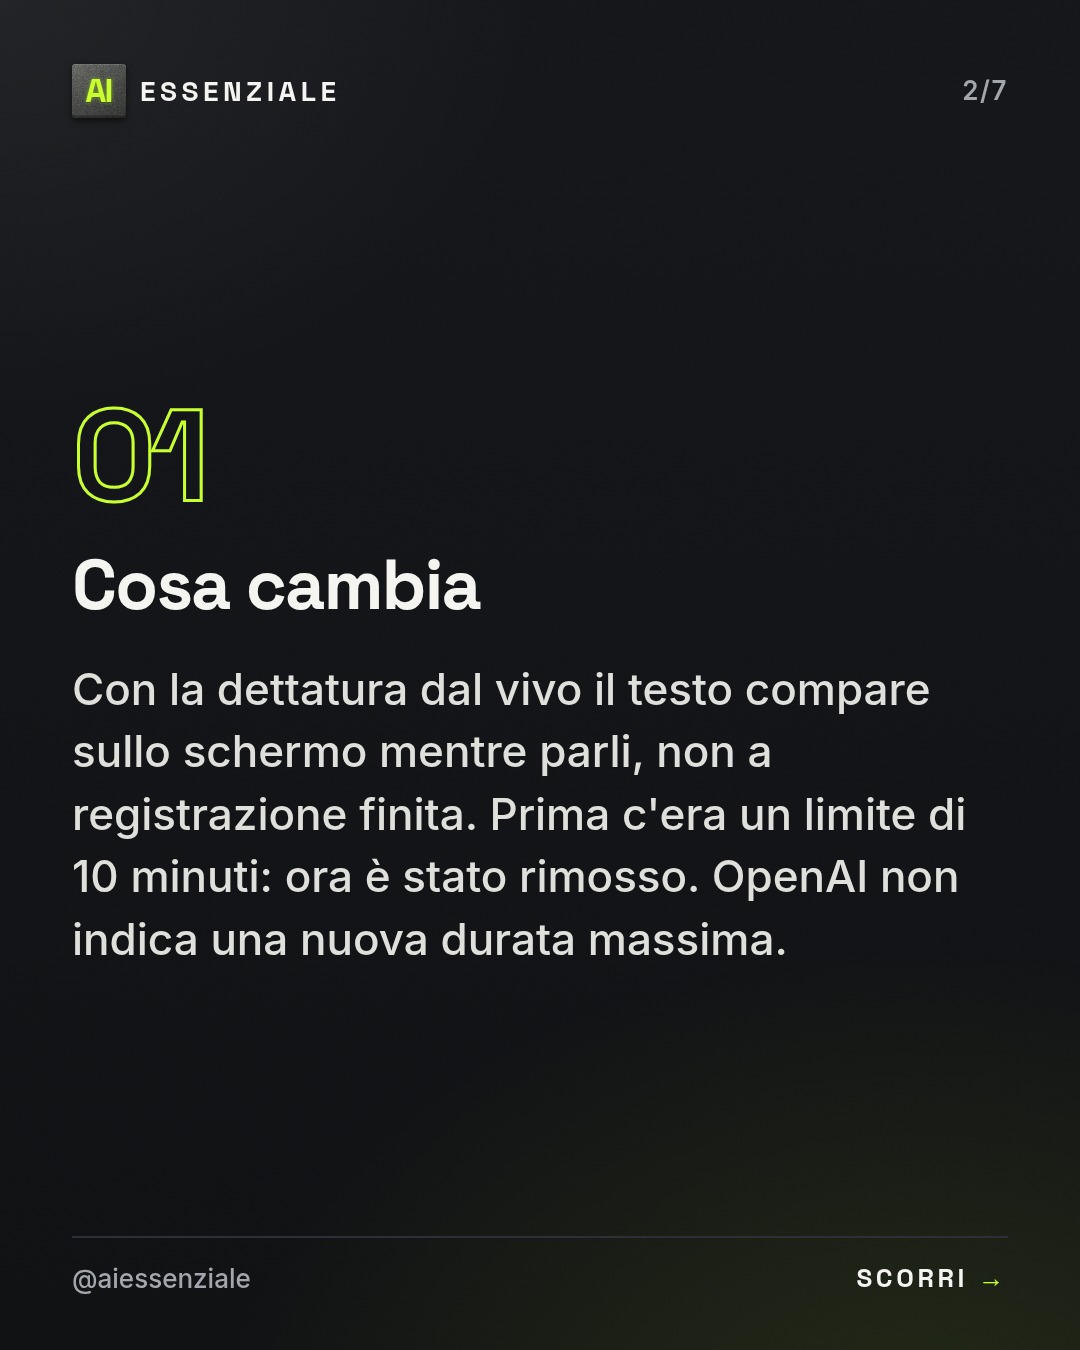 AI ESSENZIALE
2/7
01
Cosa cambia
Con la dettatura dal vivo il testo compare
sullo schermo mentre parli, non a
registrazione finita. Prima c'era un limite di
10 minuti: ora è stato rimosso. OpenAI non
indica una nuova durata massima.
@aiessenziale
SCORRI →